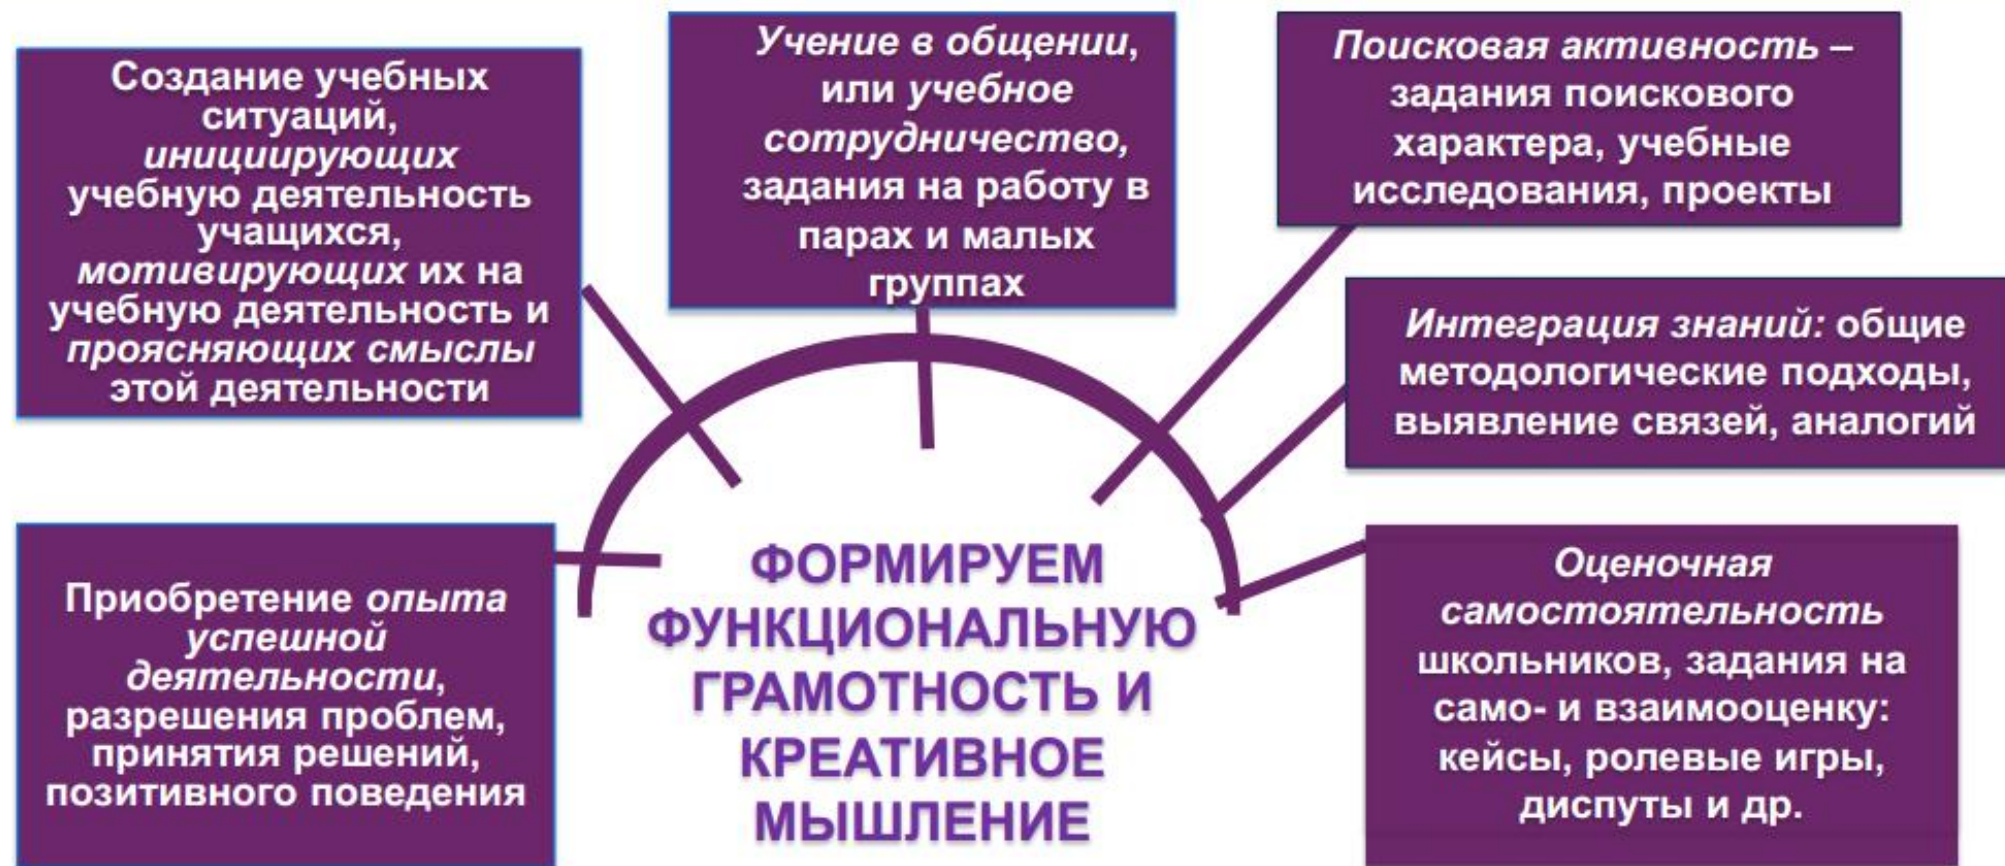 Создание учебных
ситуаций,
инициирующих
учебную деятельность
учащихся,
мотивирующих их на
учебную деятельность и
проясняющих смыслы
этой деятельности
Учение в общении,
или учебное
сотрудничество,
задания на работу в
парах и малых
группах
Поисковая активность –
задания поискового
характера, учебные
исследования, проекты
Интеграция знаний: общие
методологические подходы,
выявление связей, аналогий
Приобретение опыта
успешной
деятельности,
разрешения проблем,
принятия решений,
позитивного поведения
ФОРМИРУЕМ
ФУНКЦИОНАЛЬНУЮ
ГРАМОТНОСТЬ И
КРЕАТИВНОЕ
МЫШЛЕНИЕ
Оценочная
самостоятельность
школьников, задания на
само- и взаимооценку:
кейсы, ролевые игры,
диспуты и др.